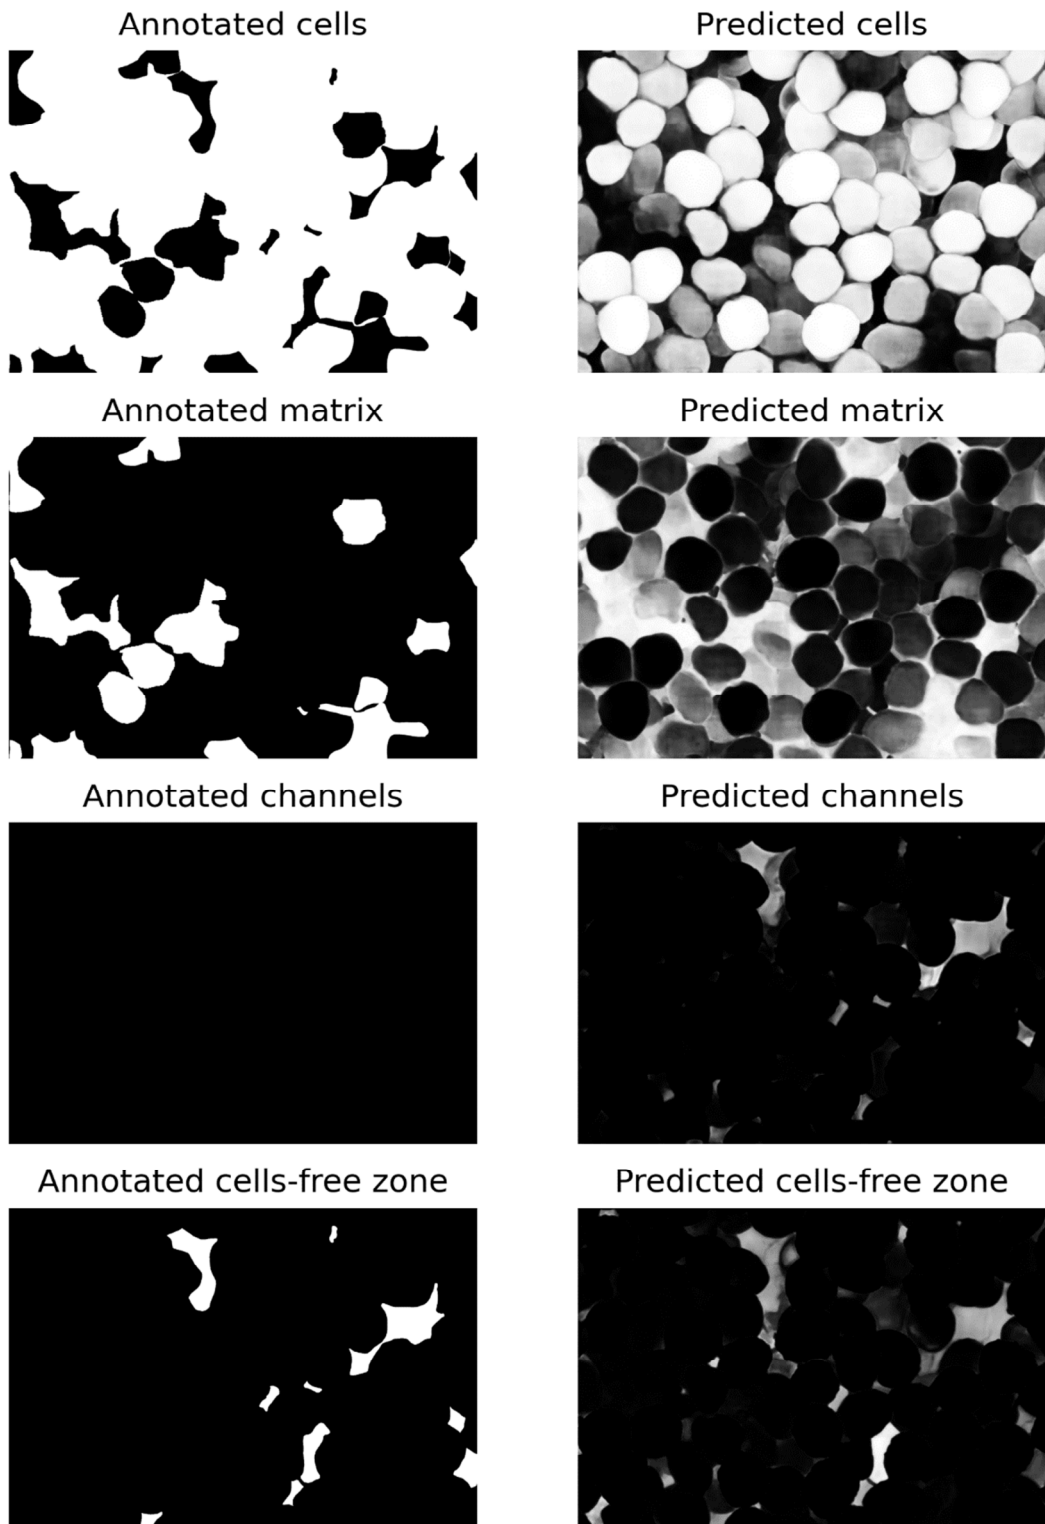 Annotated cells
Predicted cells
Annotated matrix
Predicted matrix
Annotated channels
Predicted channels
Annotated cells-free zone
Predicted cells-free zone